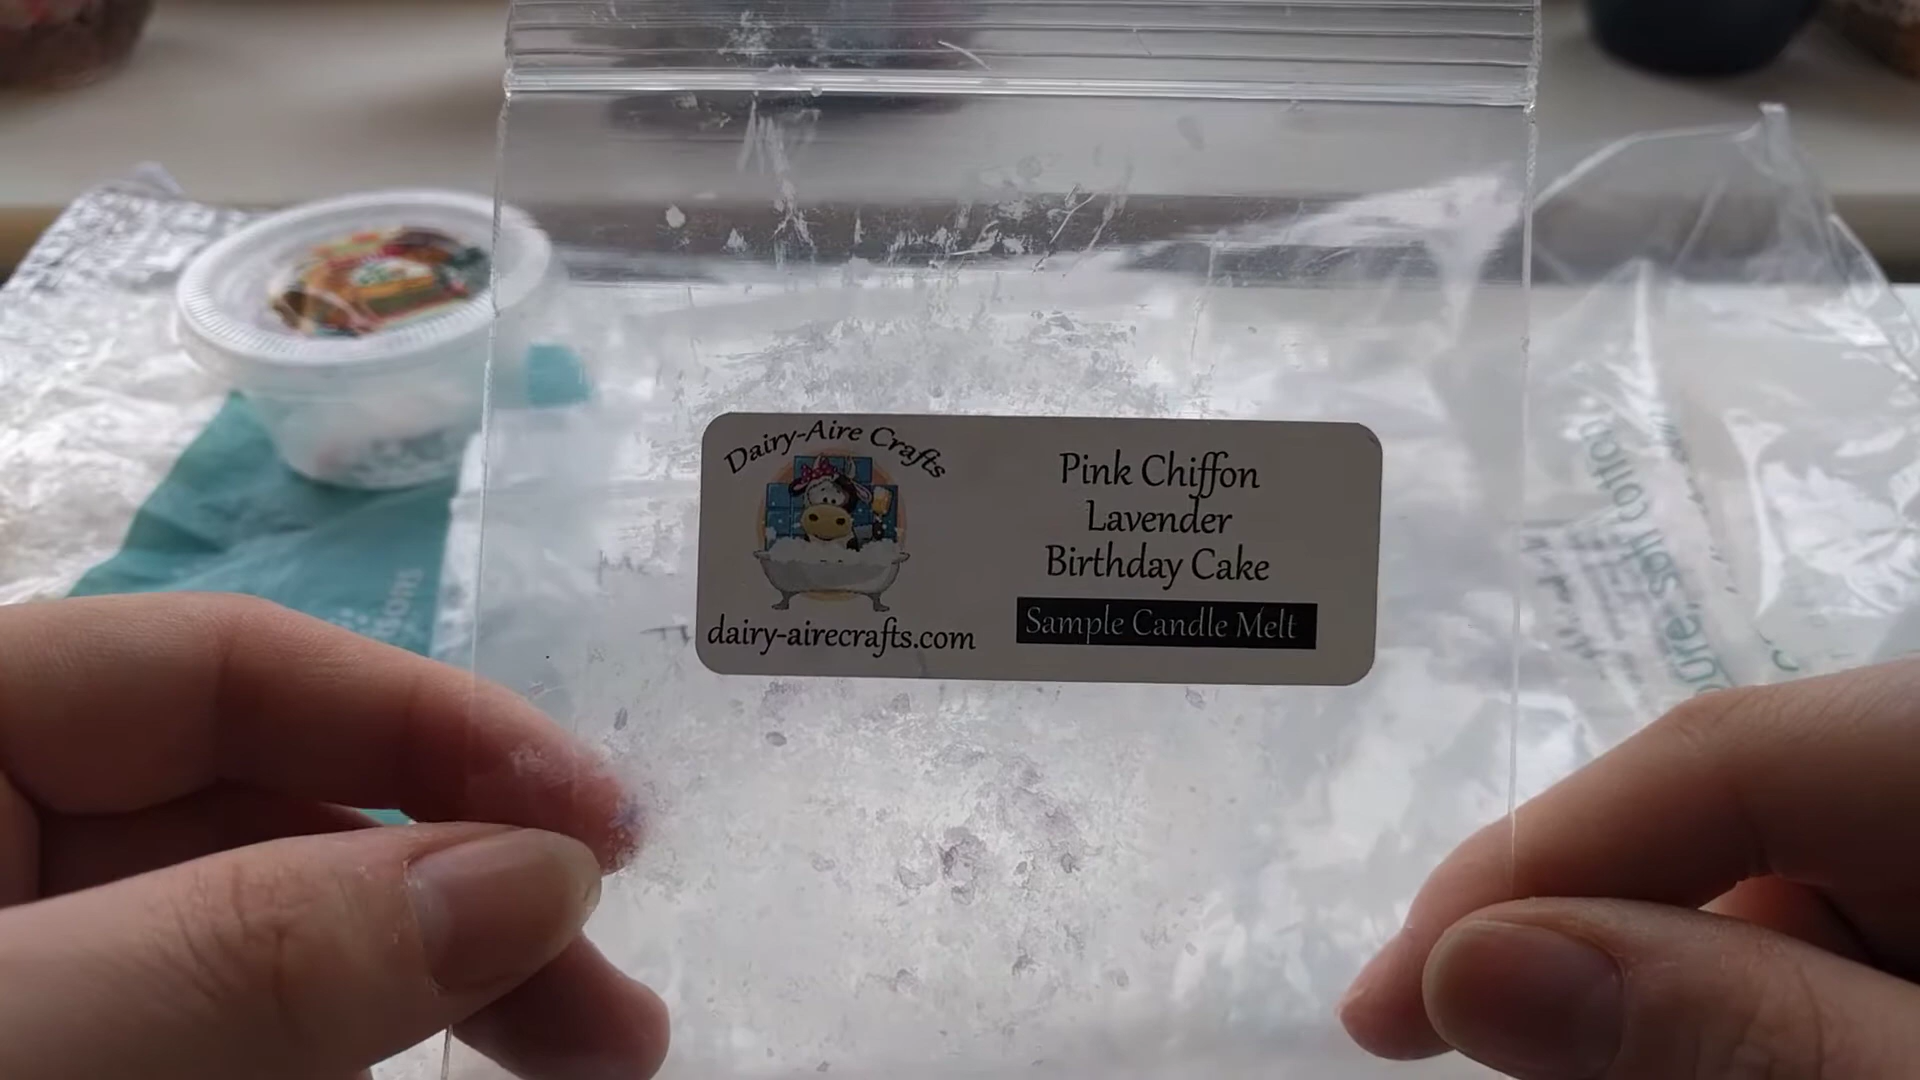 Dairy-Aire Crafts
dairy-airecrafts.com
Pink Chiffon
Lavender
Birthday Cake
Sample Candle Melt